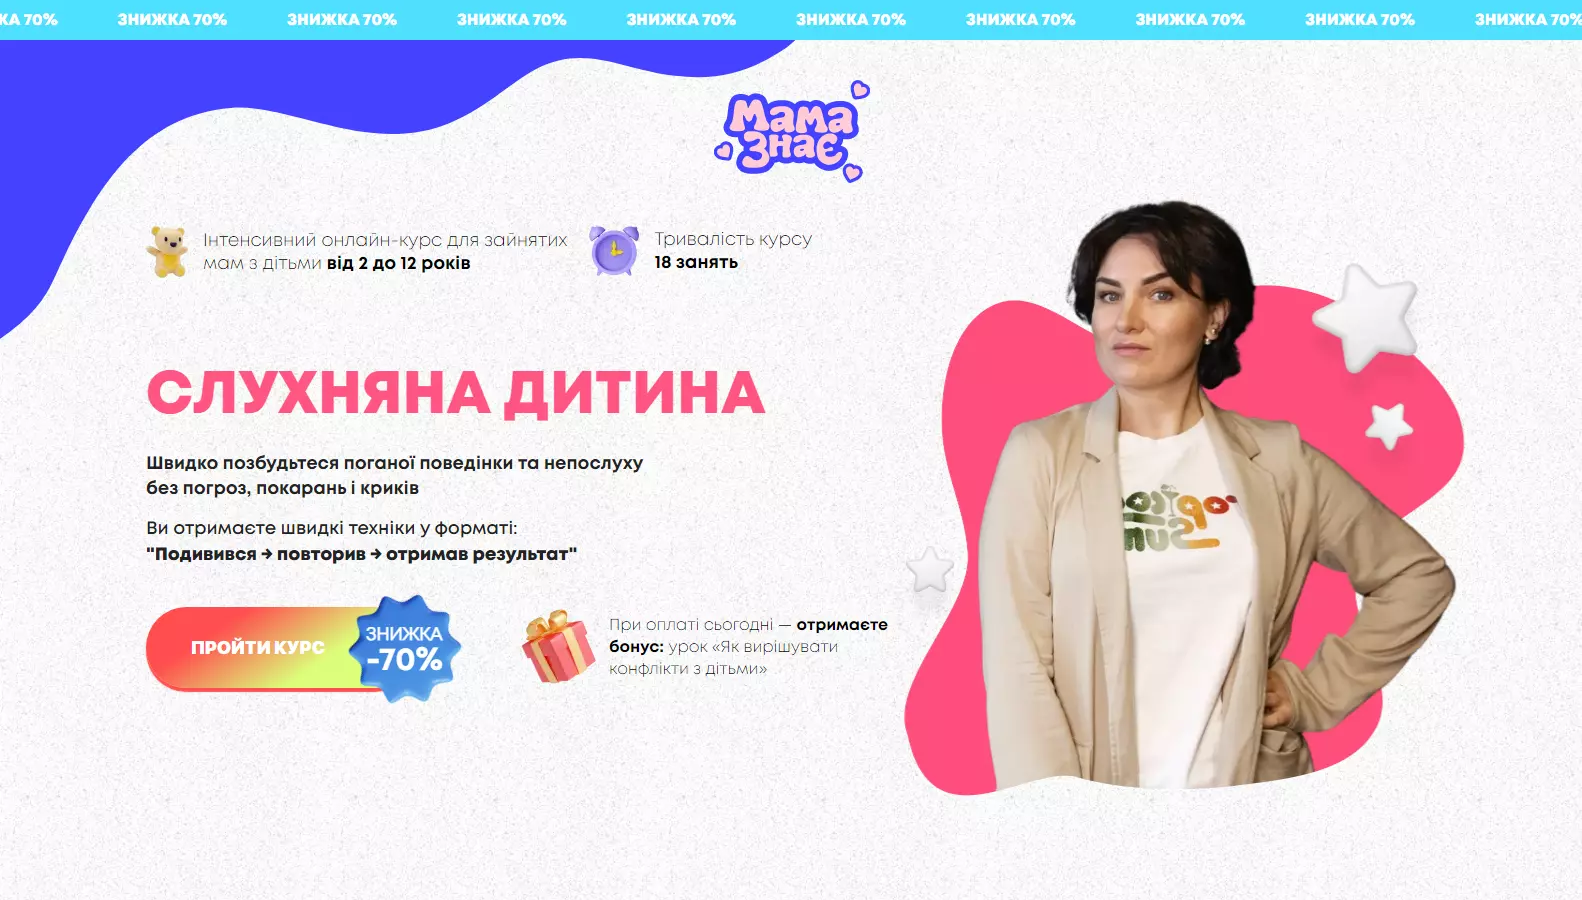 КА 70% ЗНИЖКА 70% ЗНИЖКА 70% ЗНИЖКА 70% ЗНИЖКА 70% ЗНИЖКА 70% ЗНИЖКА 70% ЗНИЖКА 70% ЗНИЖКА 70% ЗНИЖКА 70%
Мама
Знає
Інтенсивний онлайн-курс для зайнятих
мам з дітьми від 2 до 12 років
Тривалість курсу
18 занять
СЛУХНЯНА ДИТИНА
Швидко позбудьтеся поганої поведінки та непослуху
без погроз, покарань і криків
Ви отримаєте швидкі техніки у форматі:
"Подивився → повторив → отримав результат"
ПРОЙТИ КУРС
ЗНИЖКА
-70%
При оплаті сьогодні — отримаєте
бонус: урок «Як вирішувати
конфлікти з дітьми»